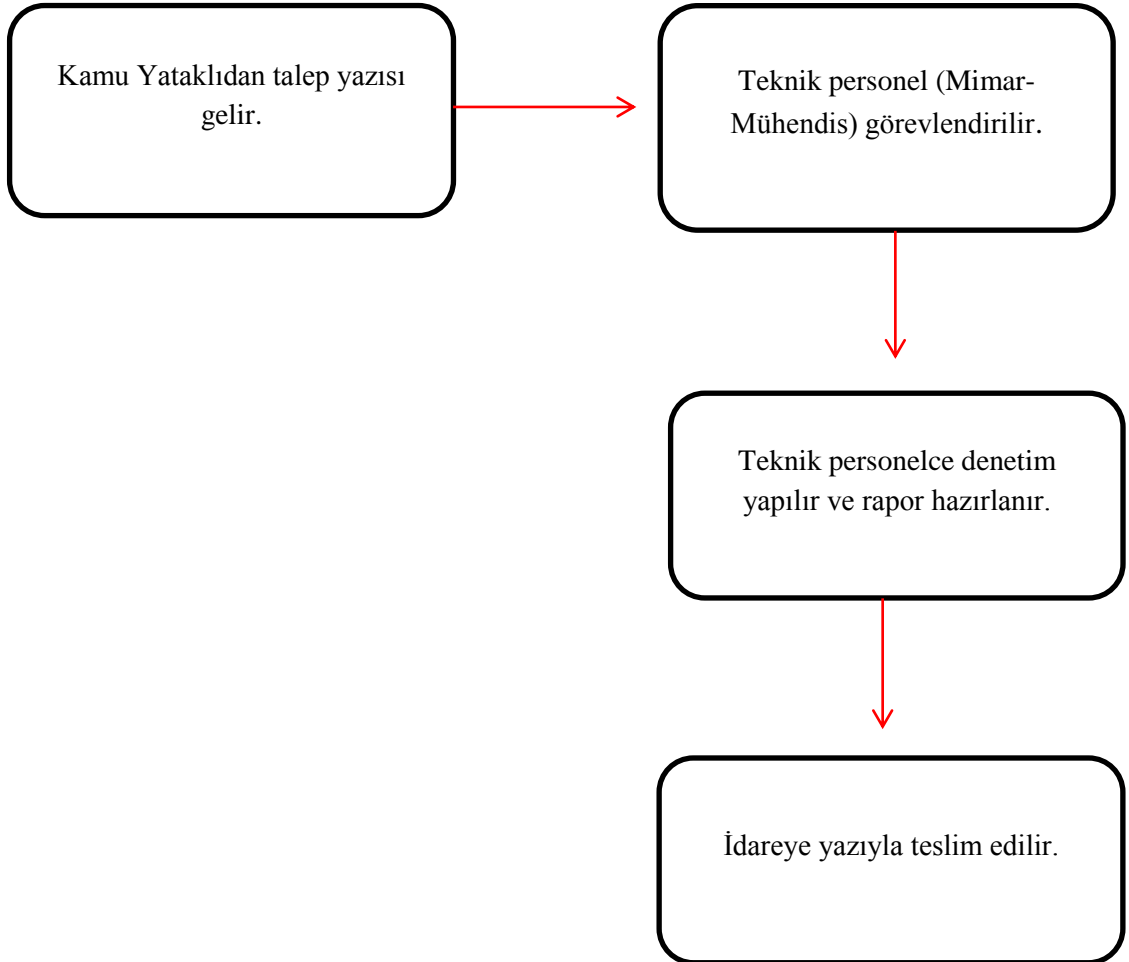 Kamu Yataklıdan talep yazısı
gelir.
Teknik personel (Mimar-
Mühendis) görevlendirilir.
Teknik personelce denetim
yapılır ve rapor hazırlanır.
İdareye yazıyla teslim edilir.